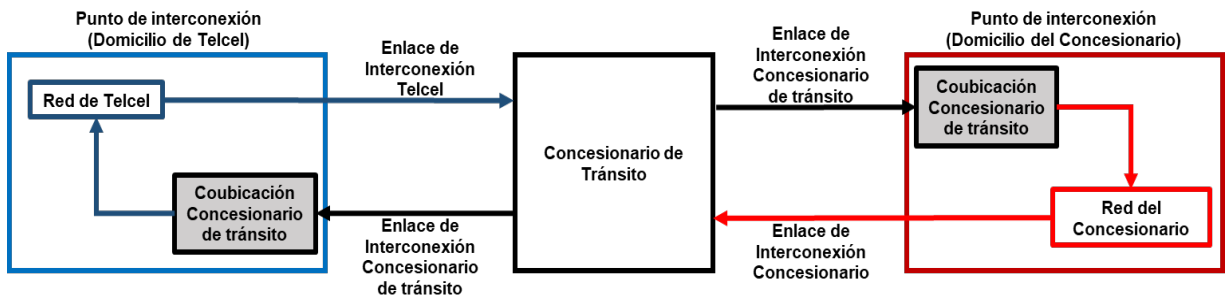 Punto de interconexión
(Domicilio de Telcel)
Red de Telcel
Coubicación
Concesionario
de tránsito
Enlace de
Interconexión
Telcel
Enlace de
Interconexión
Concesionario
de tránsito
Concesionario de
Tránsito
Enlace de
Interconexión
Concesionario
de tránsito
Enlace de
Interconexión
Concesionario
Punto de interconexión
(Domicilio del Concesionario)
Coubicación
Concesionario
de tránsito
Red del
Concesionario